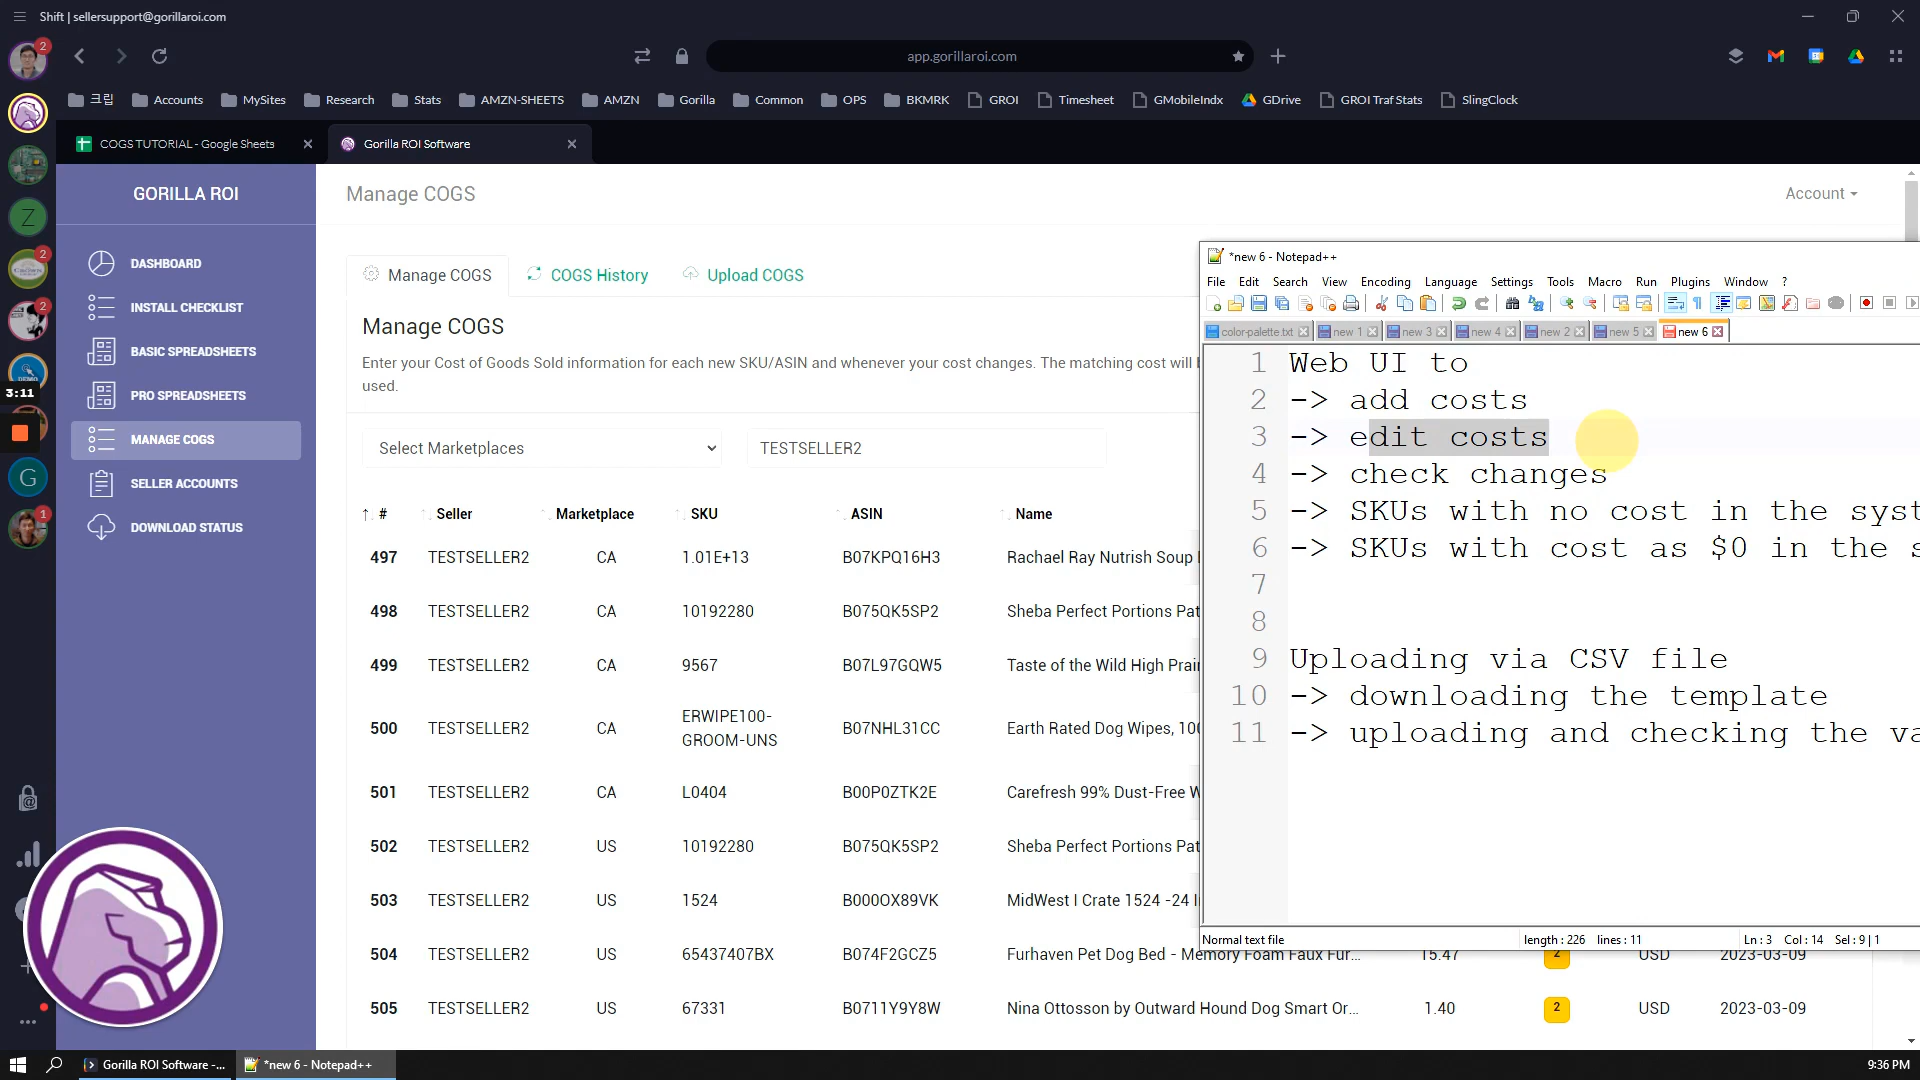 Shift | sellersupport@gorillaroi.com
2
app.gorillaroi.com
크립
Accounts
MySites
Research
Stats
AMZN-SHEETS
AMZN
Gorilla
Common
OPS
BKMRK
GROI
Timesheet
GMobileIndx
GDrive
GROI Traf Stats
SlingClock
COGS TUTORIAL - Google Sheets
Gorilla ROI Software
Z
2
2
DEMO
3:11
G
1
GORILLA ROI
DASHBOARD
INSTALL CHECKLIST
BASIC SPREADSHEETS
PRO SPREADSHEETS
MANAGE COGS
SELLER ACCOUNTS
DOWNLOAD STATUS
Manage COGS
Account
Manage COGS
COGS History
Upload COGS
Manage COGS
Enter your Cost of Goods Sold information for each new SKU/ASIN and whenever your cost changes. The matching cost will b
used.
Select Marketplaces
TESTSELLER2
# Seller Marketplace SKU ASIN Name
497 TESTSELLER2 CA 1.01E+13 B07KPQ16H3 Rachael Ray Nutrish Soup
498 TESTSELLER2 CA 10192280 B075QK5SP2 Sheba Perfect Portions Pat
499 TESTSELLER2 CA 9567 B07L97GQW5 Taste of the Wild High Prai
500 TESTSELLER2 CA ERWIPE100-GROOM-UNS B07NHL31CC Earth Rated Dog Wipes, 100
501 TESTSELLER2 CA L0404 B00P0ZTK2E Carefresh 99% Dust-Free W
502 TESTSELLER2 US 10192280 B075QK5SP2 Sheba Perfect Portions Pat
503 TESTSELLER2 US 1524 B000OX89VK MidWest I Crate 1524 -24 I
504 TESTSELLER2 US 65437407BX B074F2GCZ5 Furhaven Pet Dog Bed - Memory Foam Faux Fur... 15.47 2 USD 2023-03-09
505 TESTSELLER2 US 67331 B0711Y9Y8W Nina Ottosson by Outward Hound Dog Smart Or... 1.40 2 USD 2023-03-09
*new 6 - Notepad++
File Edit Search View Encoding Language Settings Tools Macro Run Plugins Window ?
color-palette.txt
new 1
new 3
new 4
new 2
new 5
new 6
1 Web UI to
2 -> add costs
3 -> edit costs
4 -> check changes
5 -> SKUs with no cost in the syst
6 -> SKUs with cost as $0 in the s
7
8
9 Uploading via CSV file
10 -> downloading the template
11 -> uploading and checking the va
Normal text file
length : 226 lines : 11
Ln : 3 Col : 14 Sel : 9 | 1
Gorilla ROI Software -...
*new 6 - Notepad++
9:36 PM